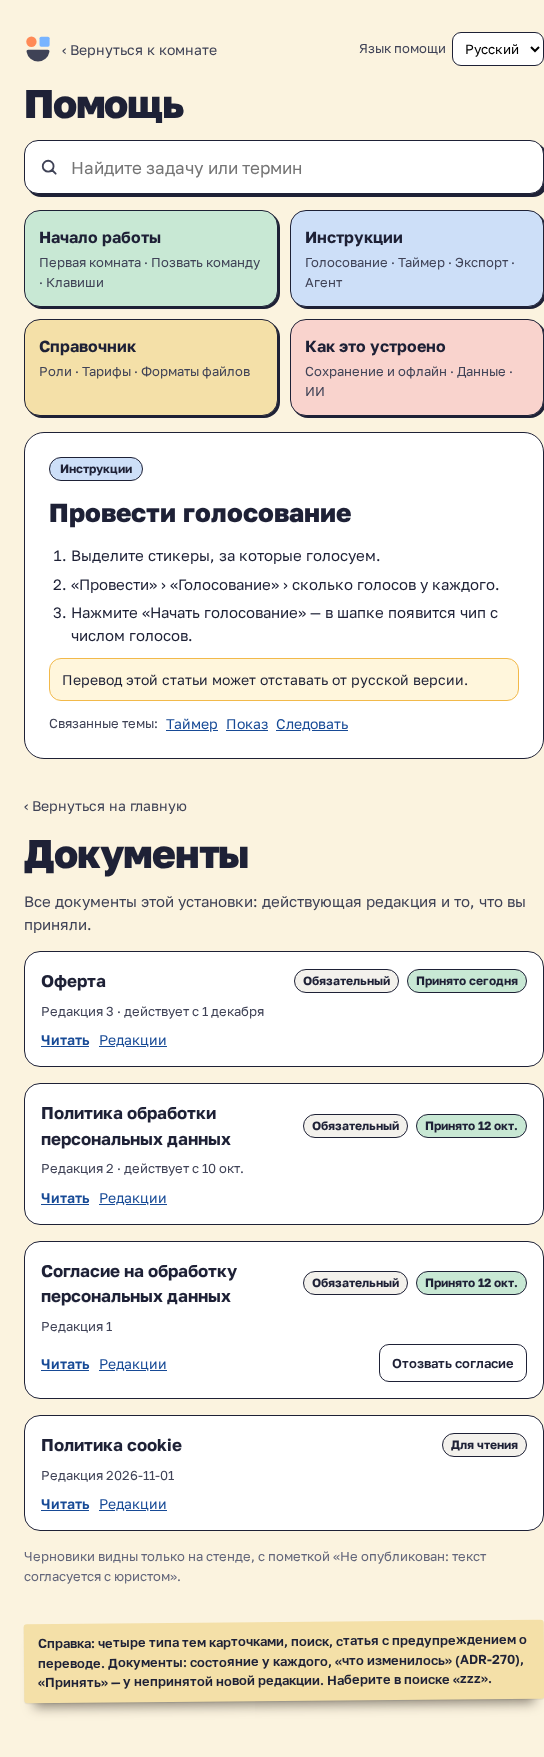 ‹ Вернуться к комнате
Язык помощи
Русский
Помощь
Найдите задачу или термин
Начало работы
Первая комната · Позвать команду
· Клавиши
Инструкции
Голосование · Таймер · Экспорт ·
Агент
Справочник
Роли · Тарифы · Форматы файлов
Как это устроено
Сохранение и офлайн · Данные ·
ИИ
Инструкции
Провести голосование
1. Выделите стикеры, за которые голосуем.
2. «Провести» › «Голосование» › сколько голосов у каждого.
3. Нажмите «Начать голосование» — в шапке появится чип с
числом голосов.
Перевод этой статьи может отставать от русской версии.
Связанные темы: Таймер Показ Следовать
‹ Вернуться на главную
Документы
Все документы этой установки: действующая редакция и то, что вы
приняли.
Оферта
Обязательный
Принято сегодня
Редакция 3 · действует с 1 декабря
Читать Редакции
Политика обработки
персональных данных
Обязательный
Принято 12 окт.
Редакция 2 · действует с 10 окт.
Читать Редакции
Согласие на обработку
персональных данных
Обязательный
Принято 12 окт.
Редакция 1
Читать Редакции
Отозвать согласие
Политика cookie
Для чтения
Редакция 2026-11-01
Читать Редакции
Черновики видны только на стенде, с пометкой «Не опубликован: текст
согласуется с юристом».
Справка: четыре типа тем карточками, поиск, статья с предупреждением о
переводе. Документы: состояние у каждого, «что изменилось» (ADR-270),
«Принять» — у непринятой новой редакции. Наберите в поиске «zzz».